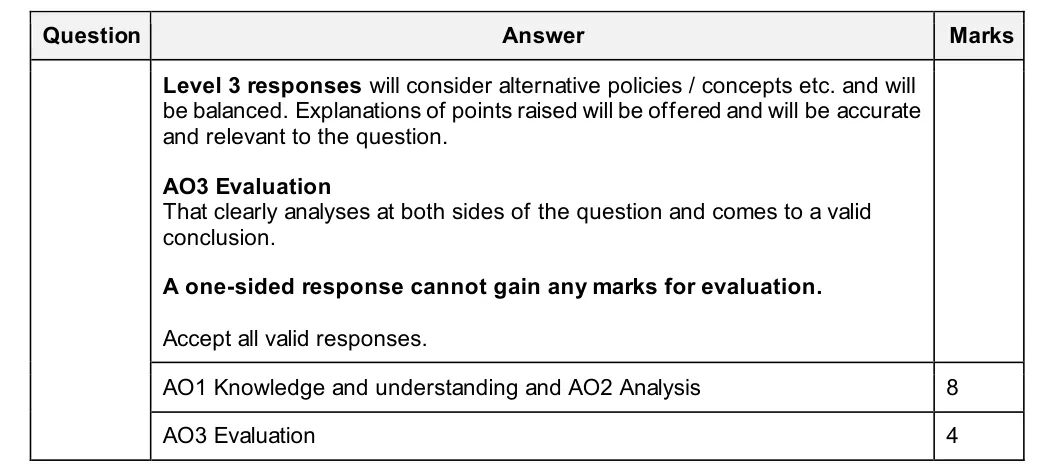 Question Answer Marks
Level 3 responses will consider alternative policies / concepts etc. and will
be balanced. Explanations of points raised will be offered and will be accurate
and relevant to the question.
AO3 Evaluation
That clearly analyses at both sides of the question and comes to a valid
conclusion.
A one-sided response cannot gain any marks for evaluation.
Accept all valid responses.
AO1 Knowledge and understanding and AO2 Analysis 8
AO3 Evaluation 4